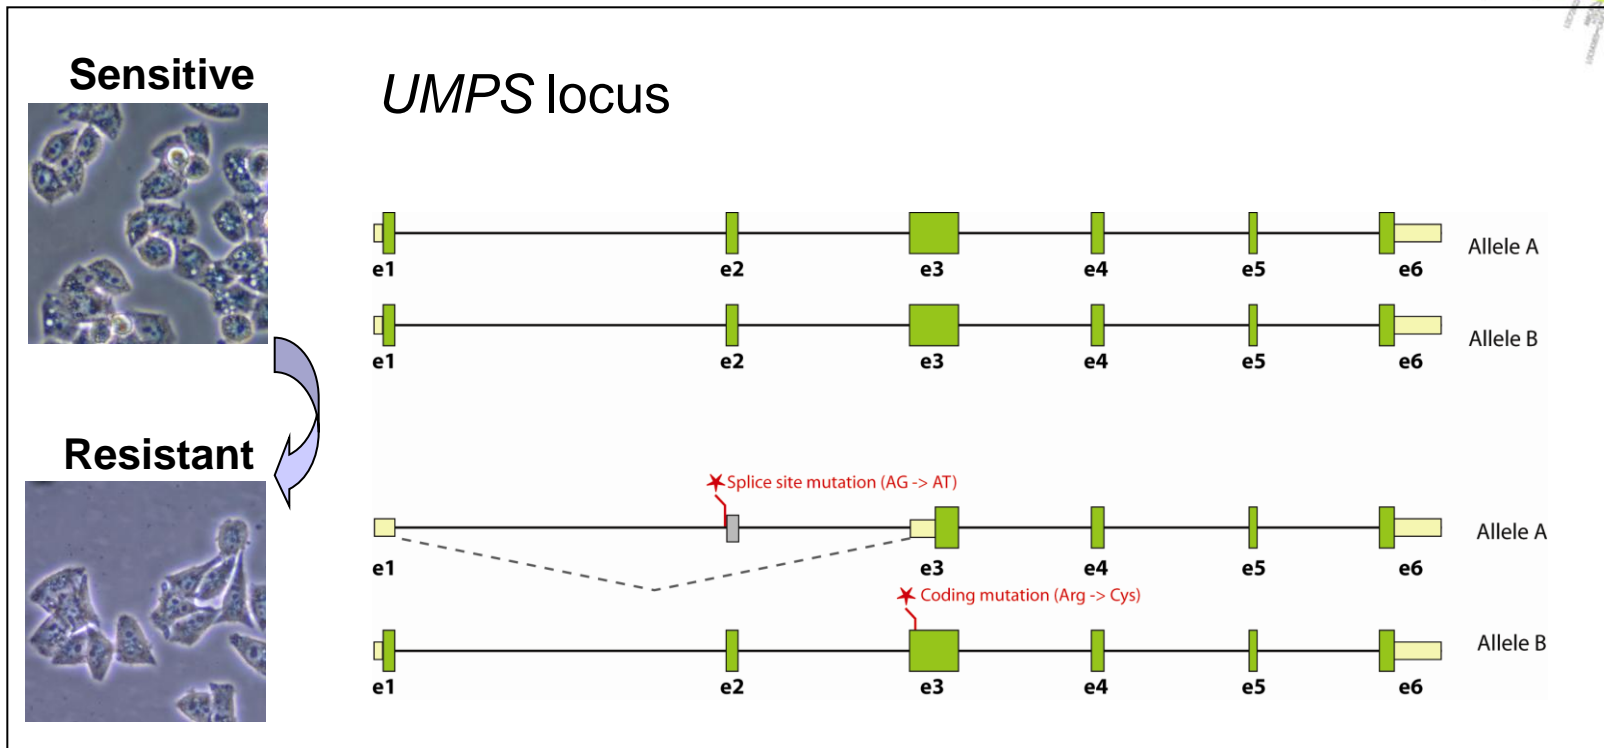 Sensitive
UMPS locus
Allele A
e1 e2 e3 e4 e5 e6
Allele B
e1 e2 e3 e4 e5 e6
Resistant
Splice site mutation (AG -> AT)
Allele A
e1 e3 e4 e5 e6
Coding mutation (Arg -> Cys)
Allele B
e1 e2 e3 e4 e5 e6